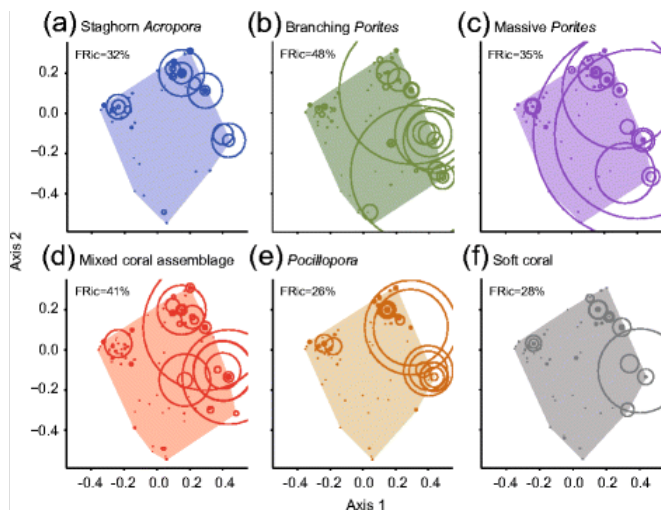 (a) Staghorn Acropora
FRic=32%
(b) Branching Porites
FRic=48%
(c) Massive Porites
FRic=35%
0.2
0.0
-0.2
-0.4
Axis 2
(d) Mixed coral assemblage
FRic=41%
(e) Pocillopora
FRic=26%
(f) Soft coral
FRic=28%
0.2
0.0
-0.2
-0.4
-0.4 -0.2 0.0 0.2 0.4
-0.4 -0.2 0.0 0.2 0.4
-0.4 -0.2 0.0 0.2 0.4
Axis 1